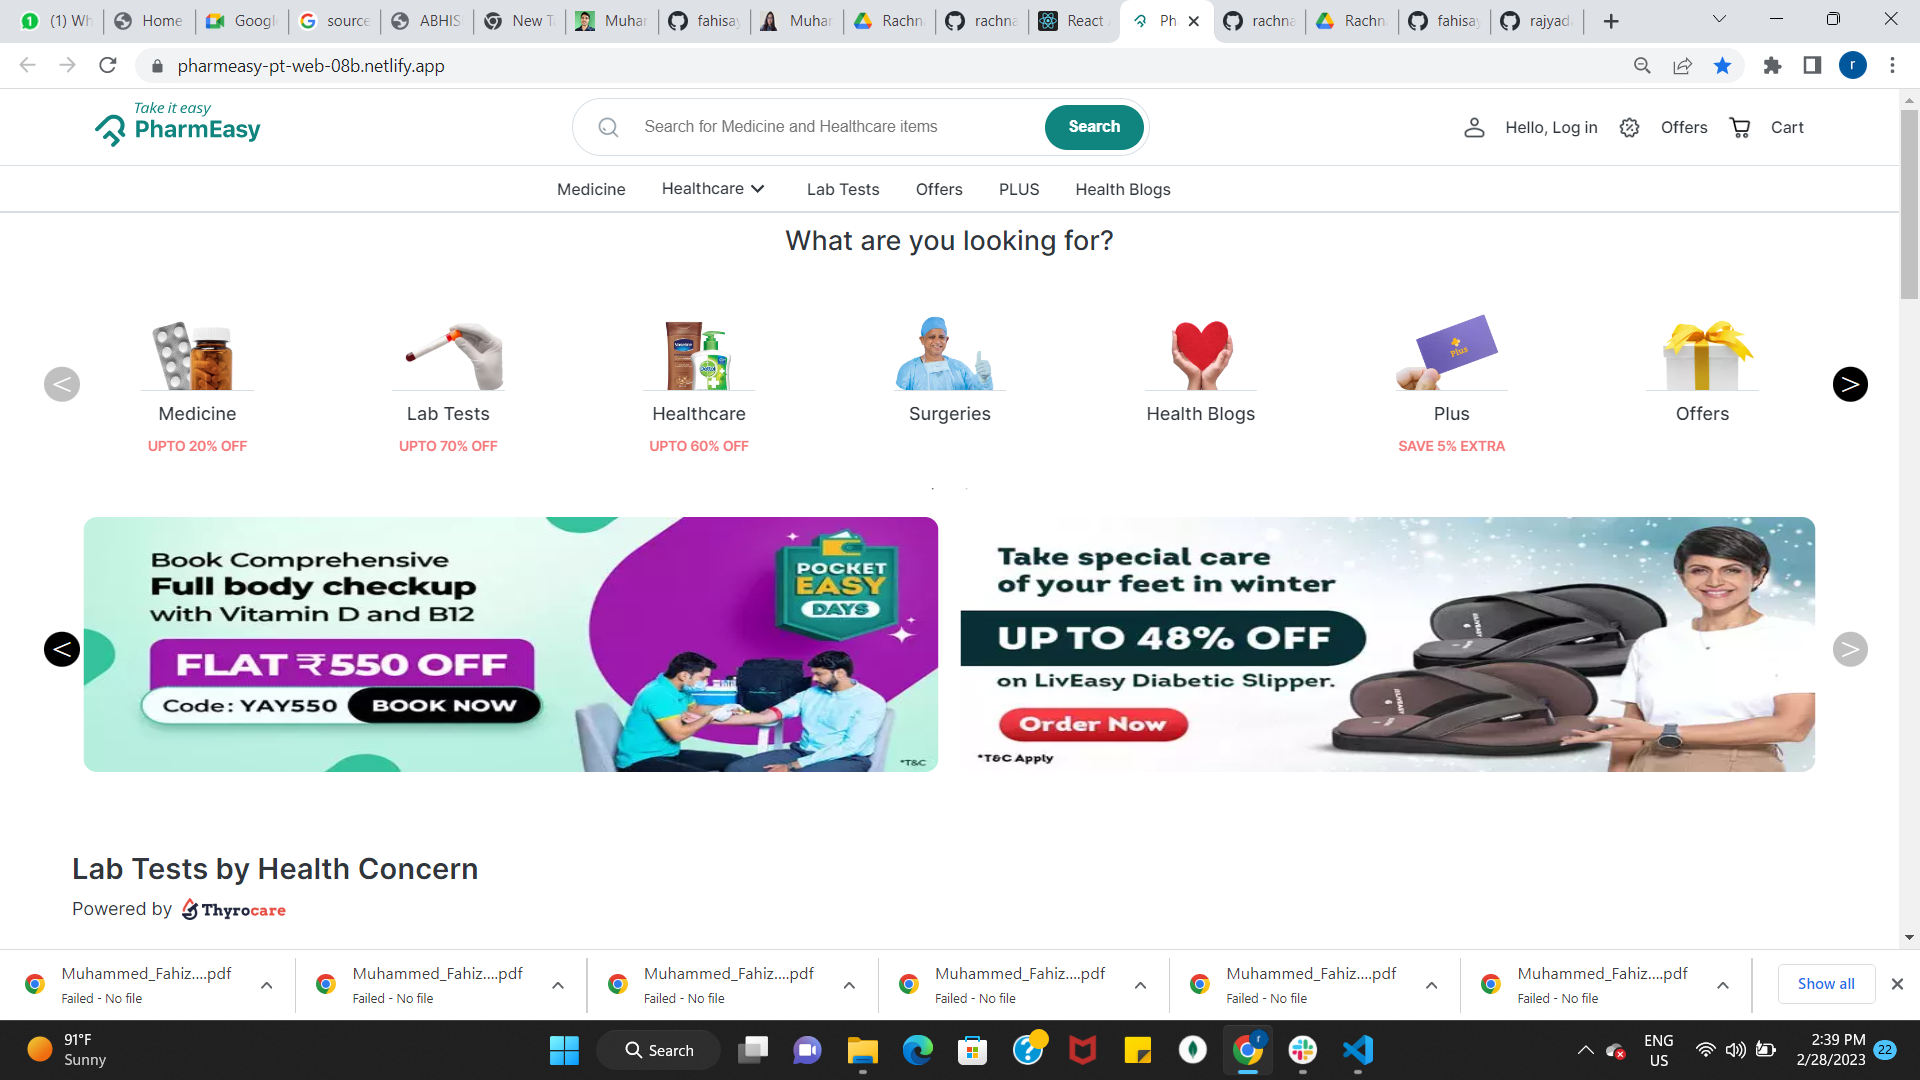 (1) Wh
Home
Googl
source
ABHIS
New T
Muhar
fahisay
Muhar
Rachn
rachna
React
Ph
rachna
Rachn
fahisay
rajyad
pharmeasy-pt-web-08b.netlify.app
r
Take it easy
PharmEasy
Search for Medicine and Healthcare items
Search
Hello, Log in
Offers
Cart
Medicine
Healthcare
Lab Tests
Offers
PLUS
Health Blogs
What are you looking for?
<
Medicine
UPTO 20% OFF
Lab Tests
UPTO 70% OFF
Vaseline
Dettol
Healthcare
UPTO 60% OFF
Surgeries
Health Blogs
Plus
Plus
SAVE 5% EXTRA
Offers
>
<
Book Comprehensive
Full body checkup
with Vitamin D and B12
FLAT ₹550 OFF
Code: YAY550
BOOK NOW
POCKET
EASY
DAYS
*T&C
Take special care
of your feet in winter
UP TO 48% OFF
on LivEasy Diabetic Slipper.
Order Now
*T&C Apply
>
Lab Tests by Health Concern
Powered by Thyrocare
Muhammed_Fahiz....pdf
Failed - No file
Muhammed_Fahiz....pdf
Failed - No file
Muhammed_Fahiz....pdf
Failed - No file
Muhammed_Fahiz....pdf
Failed - No file
Muhammed_Fahiz....pdf
Failed - No file
Muhammed_Fahiz....pdf
Failed - No file
Show all
91°F
Sunny
Search
r
ENG
US
2:39 PM
2/28/2023
22